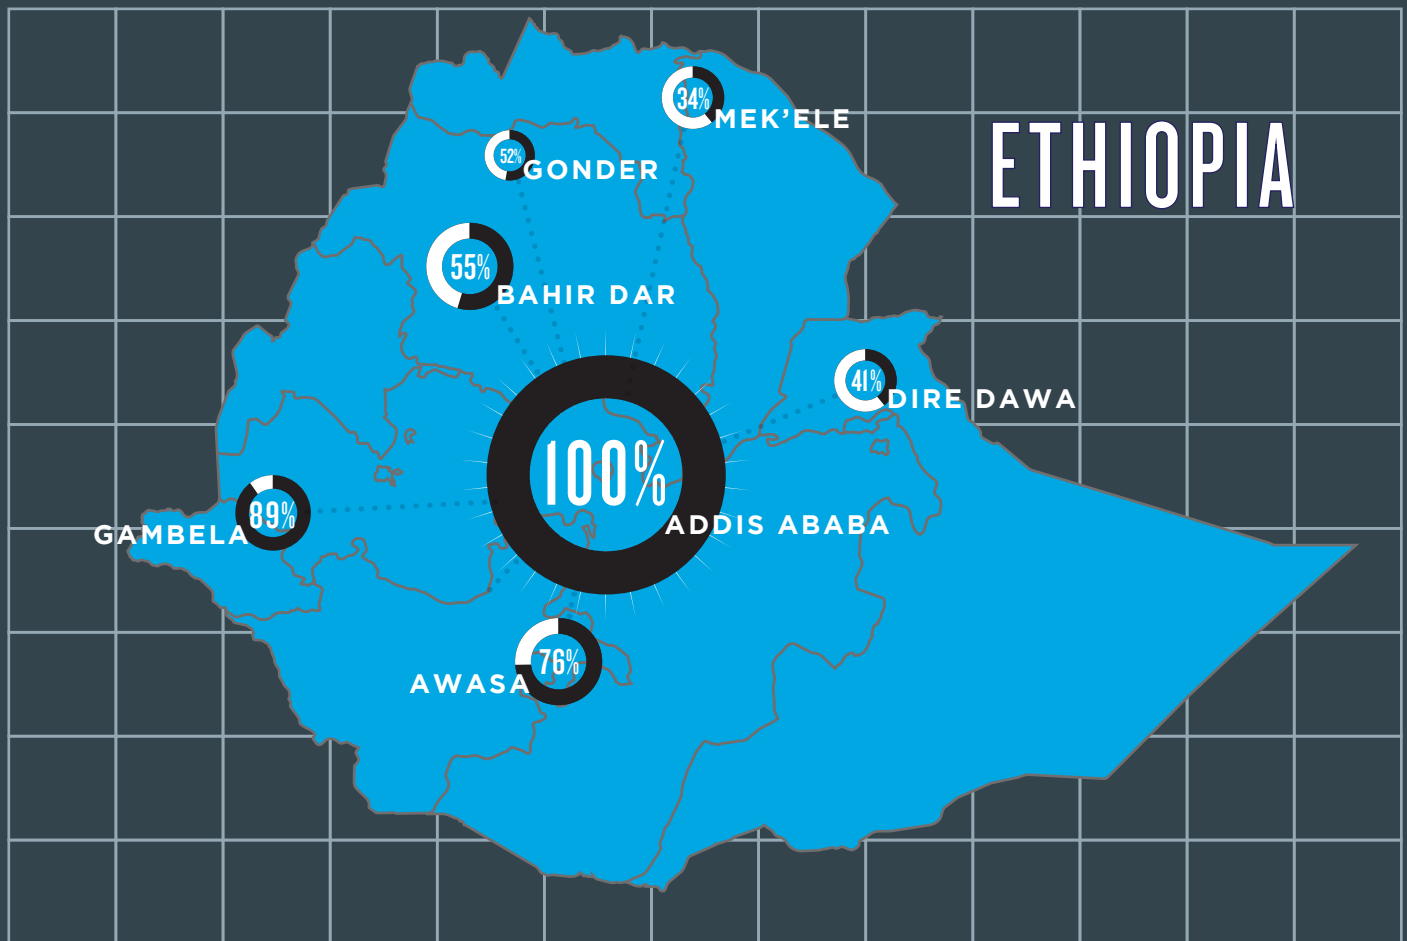 34%
MEK’ELE
ETHIOPIA
52%
GONDER
55%
BAHIR DAR
41%
DIRE DAWA
100%
ADDIS ABABA
89%
GAMBELA
76%
AWASA